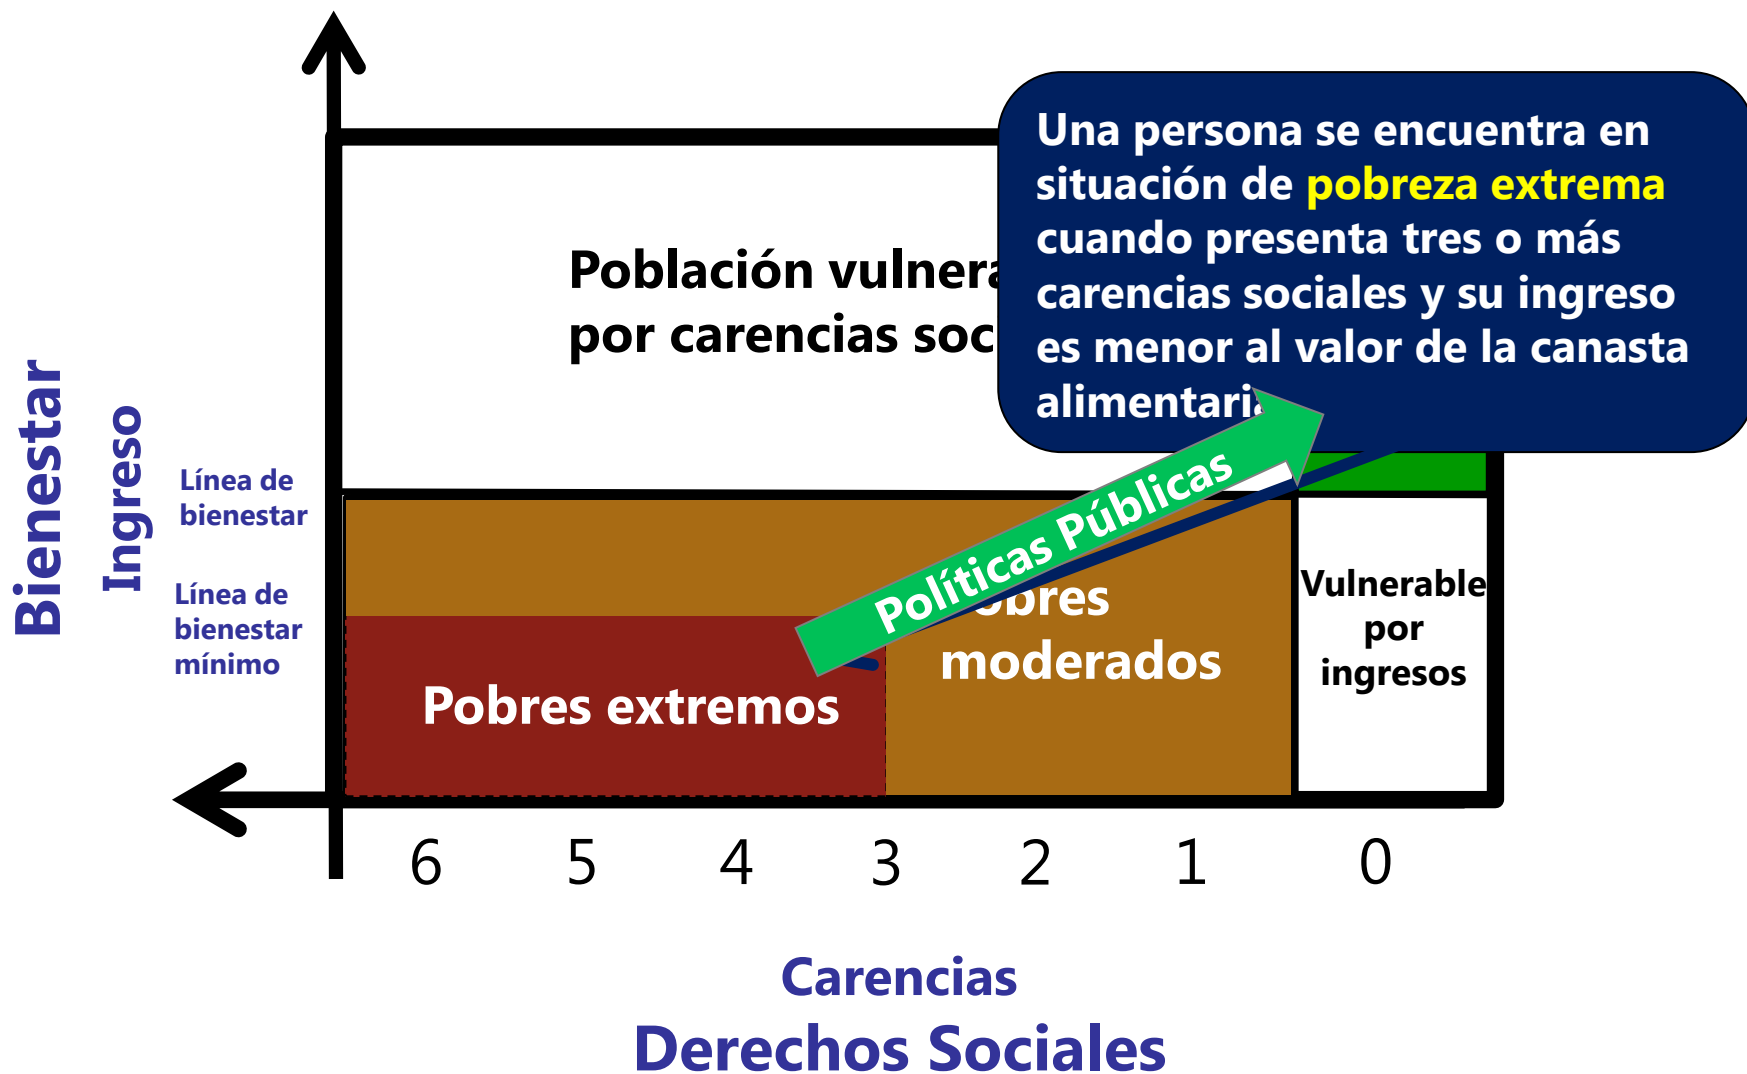 Una persona se encuentra en
situación de pobreza extrema
cuando presenta tres o más
carencias sociales y su ingreso
es menor al valor de la canasta
Población
por carencias
Bienestar
Ingreso
Línea de
bienestar
Línea de
bienestar
mínimo
Políticas Públicas
moderados
Pobres extremos
Vulnerable
por
ingresos
6 5 4 3 2 1 0
Carencias
Derechos Sociales